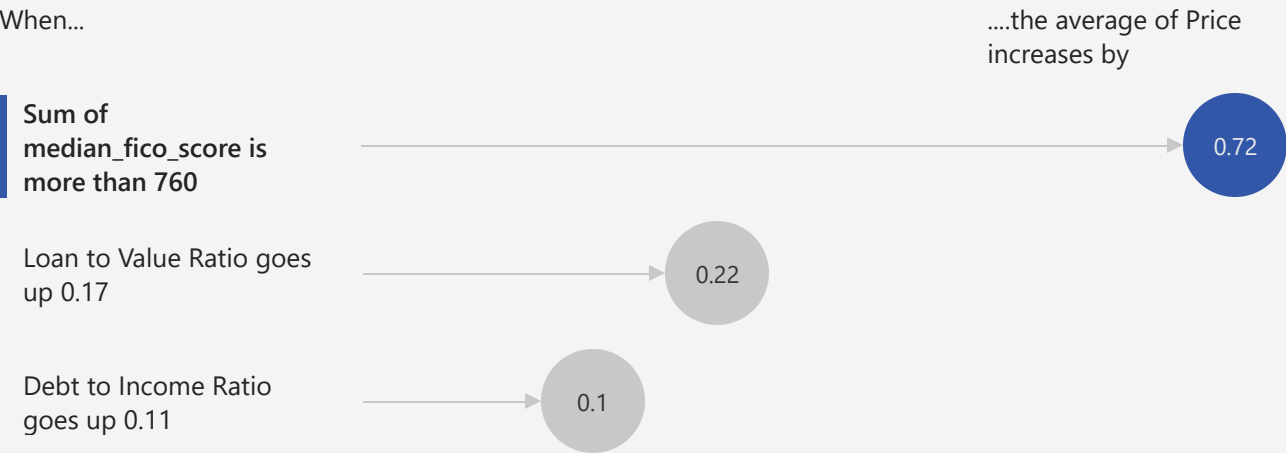 When...
....the average of Price
increases by
Sum of
median_fico_score is
more than 760
0.72
Loan to Value Ratio goes
up 0.17
0.22
Debt to Income Ratio
goes up 0.11
0.1